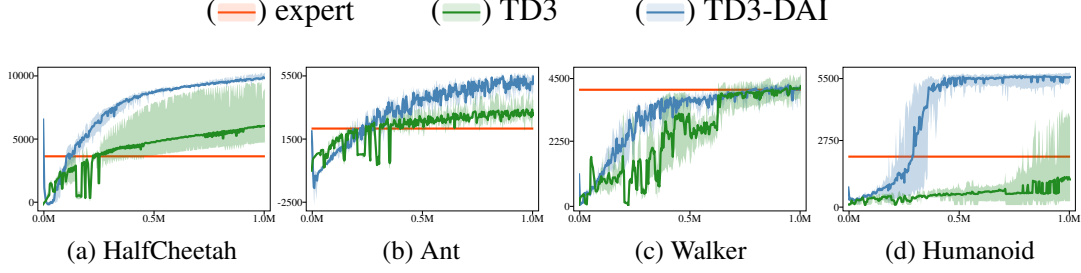 ( ) expert ( ) TD3 ( ) TD3-DAI
10000
5000
0
0.0M 0.5M 1.0M
(a) HalfCheetah
5500
1500
-2500
0.0M 0.5M 1.0M
(b) Ant
4500
2250
0
0.0M 0.5M 1.0M
(c) Walker
5500
2750
0
0.0M 0.5M 1.0M
(d) Humanoid